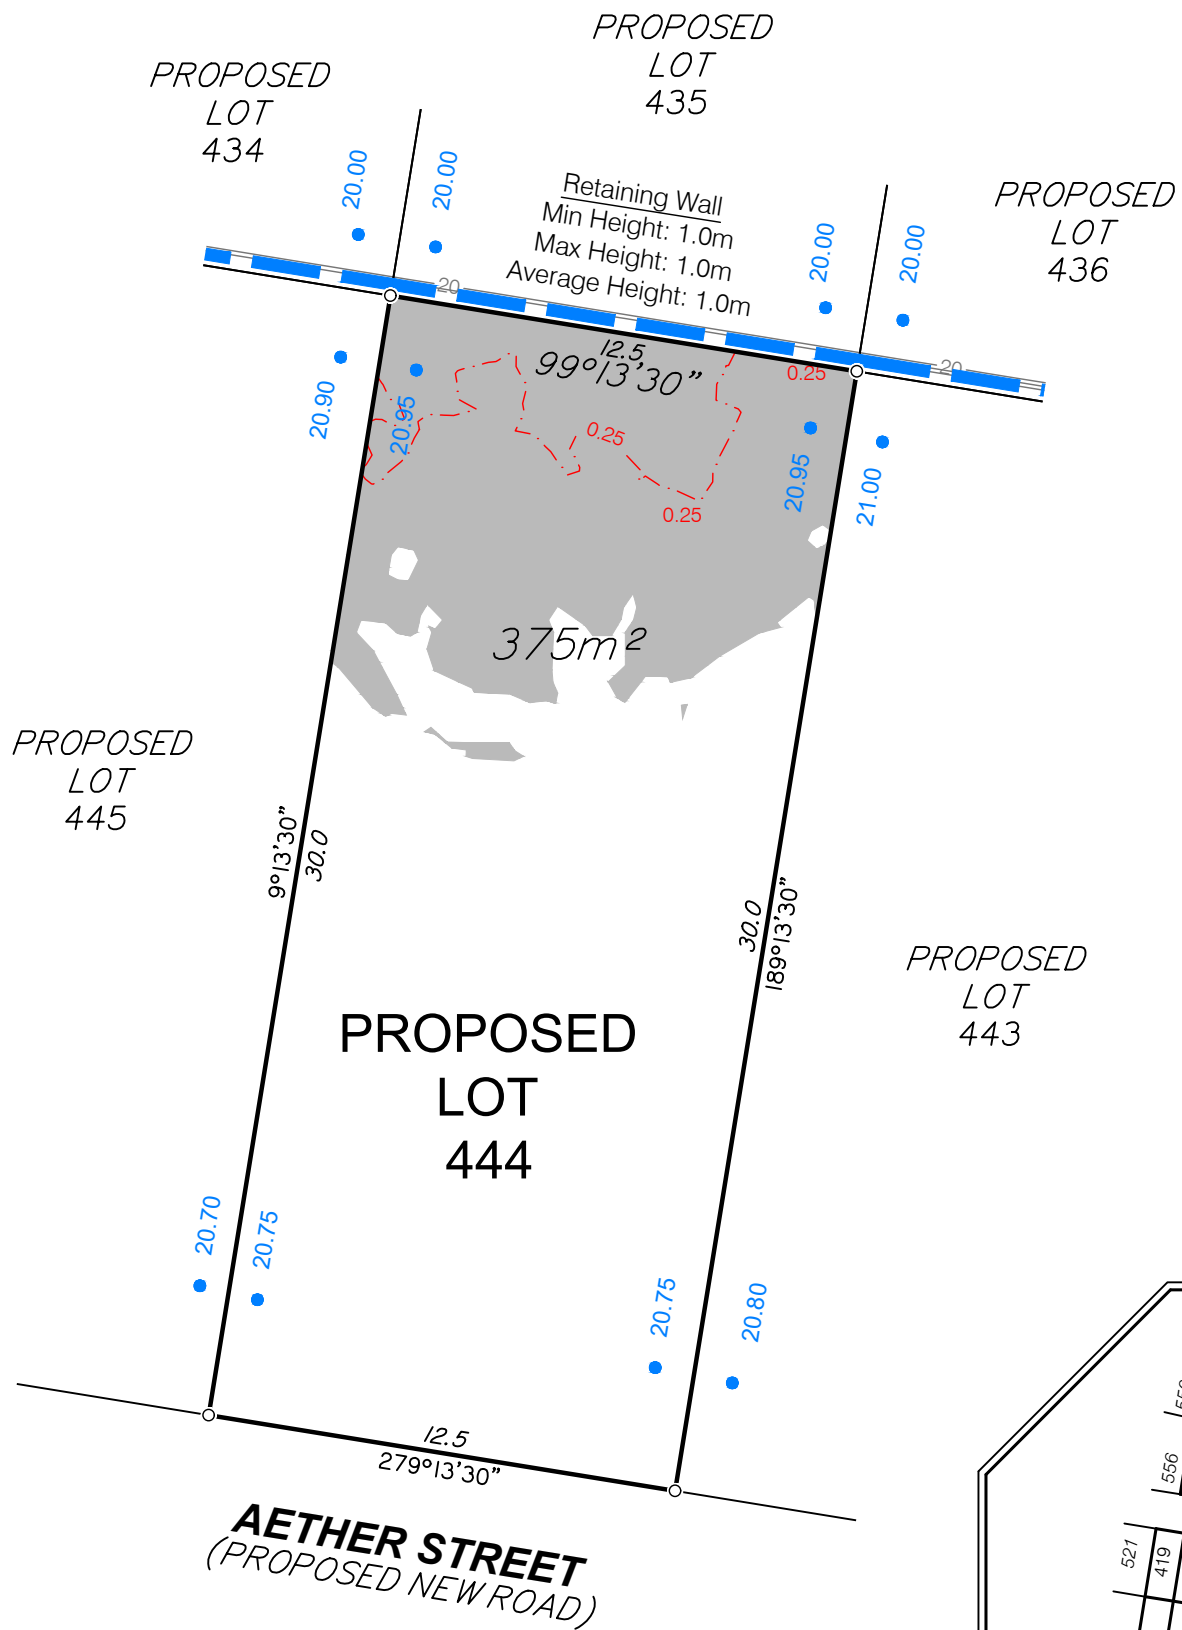 PROPOSED
LOT
435
PROPOSED
LOT
434
PROPOSED
LOT
436
20.00
20.00
Retaining Wall
Min Height: 1.0m
Max Height: 1.0m
Average Height: 1.0m
20.00
20.00
20
20
12.5
99°13'30"
0.25
20.90
20.95
0.25
20.95
21.00
0.25
375m²
PROPOSED
LOT
445
9°13'30"
30.0
30.0
189°13'30"
PROPOSED
LOT
443
PROPOSED
LOT
444
20.70
20.75
20.75
20.80
12.5
279°13'30"
AETHER STREET
(PROPOSED NEW ROAD)
556
521
419